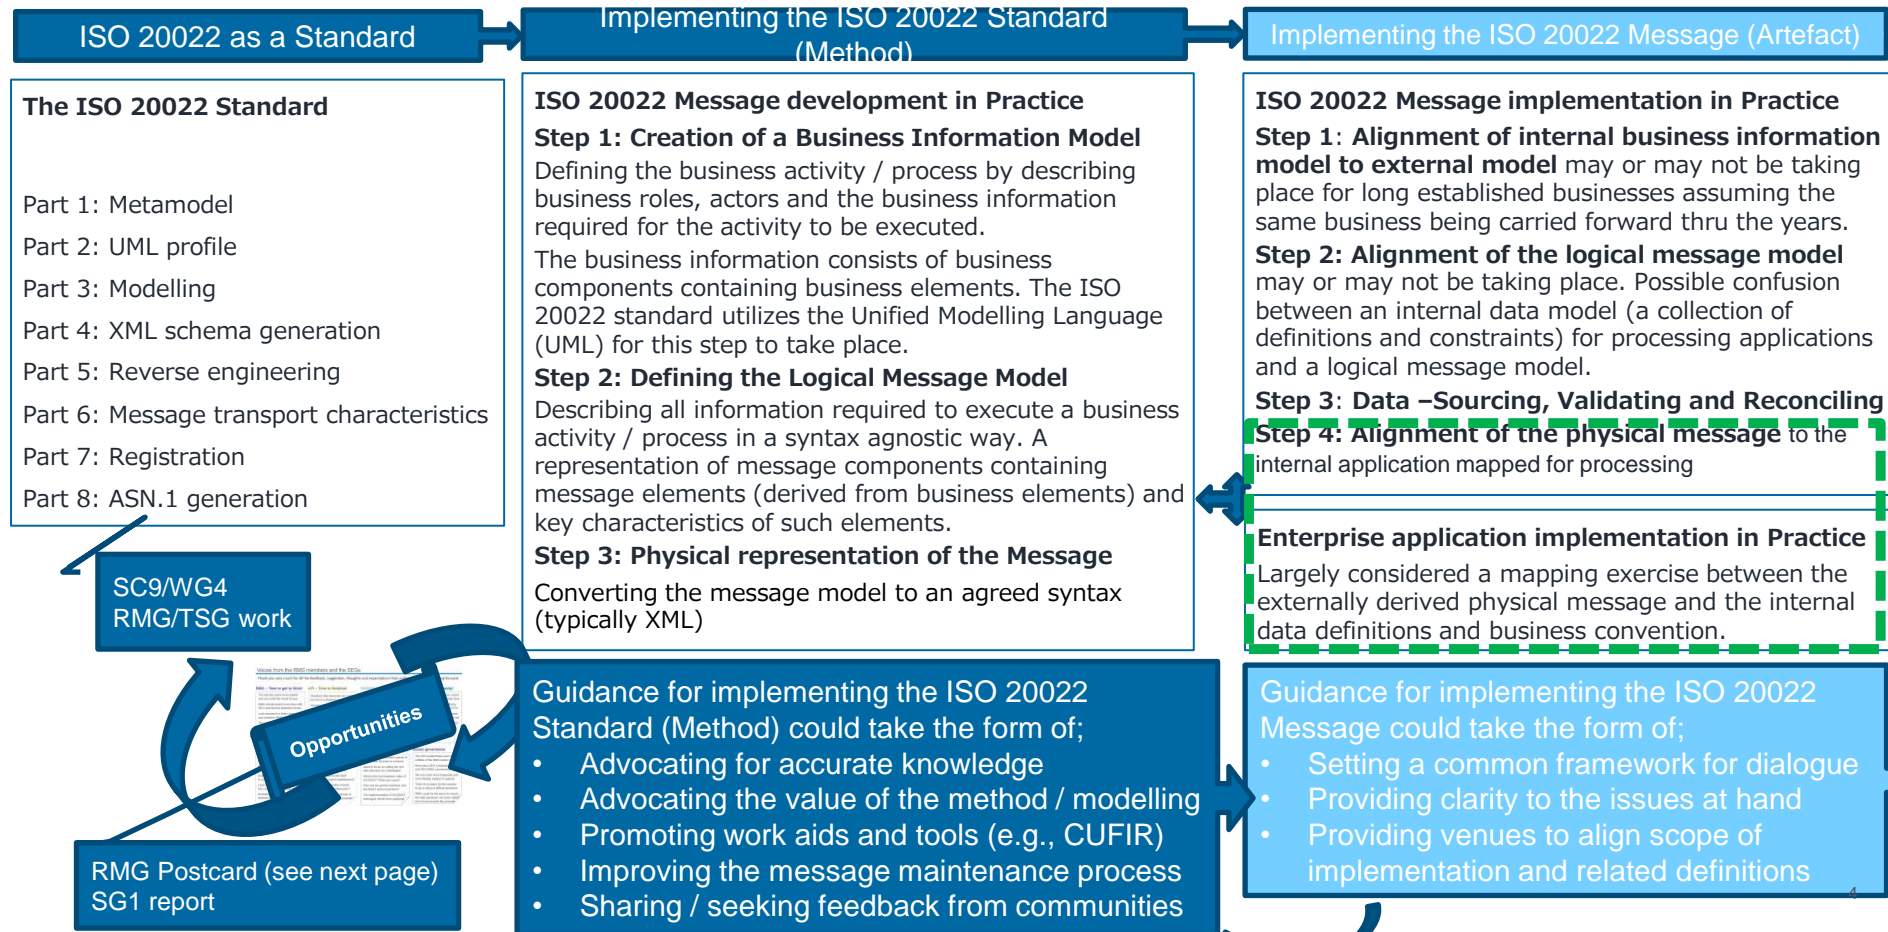 ISO 20022 as a Standard
Implementing the ISO 20022 Standard
(Method)
Implementing the ISO 20022 Message (Artefact)
The ISO 20022 Standard
Part 1: Metamodel
Part 2: UML profile
Part 3: Modelling
Part 4: XML schema generation
Part 5: Reverse engineering
Part 6: Message transport characteristics
Part 7: Registration
Part 8: ASN.1 generation
SC9/WG4
RMG/TSG work
Voices from the RMG members and the SEGs
Opportunities
RMG Postcard (see next page)
SG1 report
ISO 20022 Message development in Practice
Step 1: Creation of a Business Information Model
Defining the business activity / process by describing
business roles, actors and the business information
required for the activity to be executed.
The business information consists of business
components containing business elements. The ISO
20022 standard utilizes the Unified Modelling Language
(UML) for this step to take place.
Step 2: Defining the Logical Message Model
Describing all information required to execute a business
activity / process in a syntax agnostic way. A
representation of message components containing
message elements (derived from business elements) and
key characteristics of such elements.
Step 3: Physical representation of the Message
Converting the message model to an agreed syntax
(typically XML)
Guidance for implementing the ISO 20022
Standard (Method) could take the form of;
• Advocating for accurate knowledge
• Advocating the value of the method / modelling
• Promoting work aids and tools (e.g., CUFIR)
• Improving the message maintenance process
• Sharing / seeking feedback from communities
ISO 20022 Message implementation in Practice
Step 1: Alignment of internal business information
model to external model may or may not be taking
place for long established businesses assuming the
same business being carried forward thru the years.
Step 2: Alignment of the logical message model
may or may not be taking place. Possible confusion
between an internal data model (a collection of
definitions and constraints) for processing applications
and a logical message model.
Step 3: Data –Sourcing, Validating and Reconciling
Step 4: Alignment of the physical message to the
internal application mapped for processing
Enterprise application implementation in Practice
Largely considered a mapping exercise between the
externally derived physical message and the internal
data definitions and business convention.
Guidance for implementing the ISO 20022
Message could take the form of;
• Setting a common framework for dialogue
• Providing clarity to the issues at hand
• Providing venues to align scope of
implementation and related definitions
4